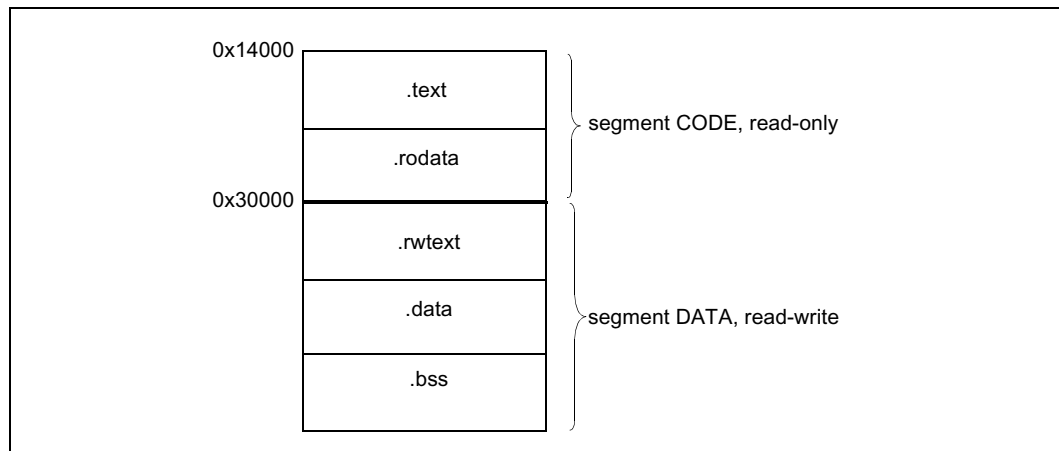 0x14000
.text
segment CODE, read-only
.rodata
0x30000
.rwtext
.data
segment DATA, read-write
.bss